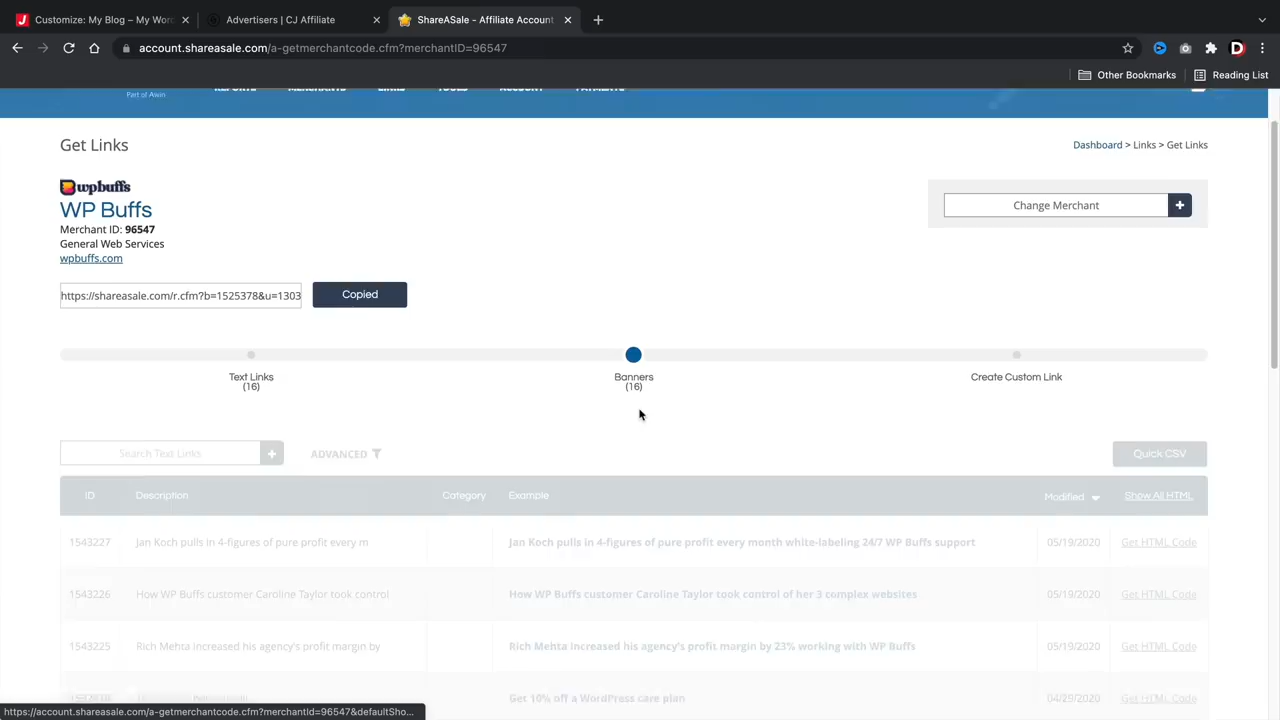 Customize: My Blog – My Wor
Advertisers | CJ Affiliate
ShareASale - Affiliate Account
account.shareasale.com/a-getmerchantcode.cfm?merchantID=96547
Other Bookmarks
Reading List
Part of Awin
REPORTS MERCHANTS LINKS TOOLS ACCOUNT PAYMENTS
Get Links
Dashboard > Links > Get Links
wpbuffs
WP Buffs
Change Merchant
Merchant ID: 96547
General Web Services
wpbuffs.com
https://shareasale.com/r.cfm?b=1525378&u=1303
Copied
Text Links
(16)
Banners
(16)
Create Custom Link
Search Text Links
ADVANCED
Quick CSV
ID Description Category Example Modified Show All HTML
1543227 Jan Koch pulls in 4-figures of pure profit every m Jan Koch pulls in 4-figures of pure profit every month white-labeling 24/7 WP Buffs support 05/19/2020 Get HTML Code
1543226 How WP Buffs customer Caroline Taylor took control How WP Buffs customer Caroline Taylor took control of her 3 complex websites 05/19/2020 Get HTML Code
1543225 Rich Mehta increased his agency's profit margin by Rich Mehta increased his agency's profit margin by 23% working with WP Buffs 05/19/2020 Get HTML Code
Get 10% off a WordPress care plan 04/29/2020 Get HTML Code
https://account.shareasale.com/a-getmerchantcode.cfm?merchantId=96547&defaultSho...